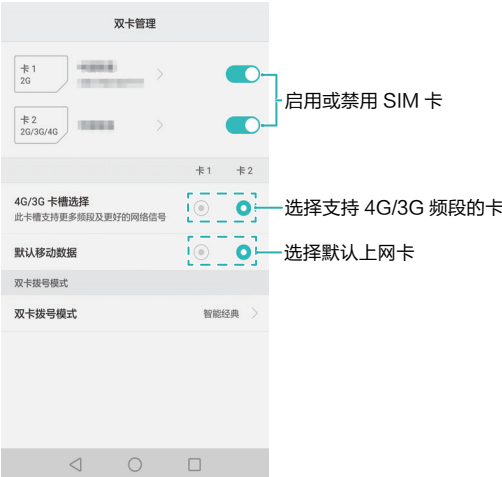 双卡管理
卡 1
2G
启用或禁用 SIM 卡
卡 2
2G/3G/4G
卡 1 卡 2
4G/3G 卡槽选择
此卡槽支持更多频段及更好的网络信号
选择支持 4G/3G 频段的卡
默认移动数据
选择默认上网卡
双卡拨号模式
双卡拨号模式 智能经典